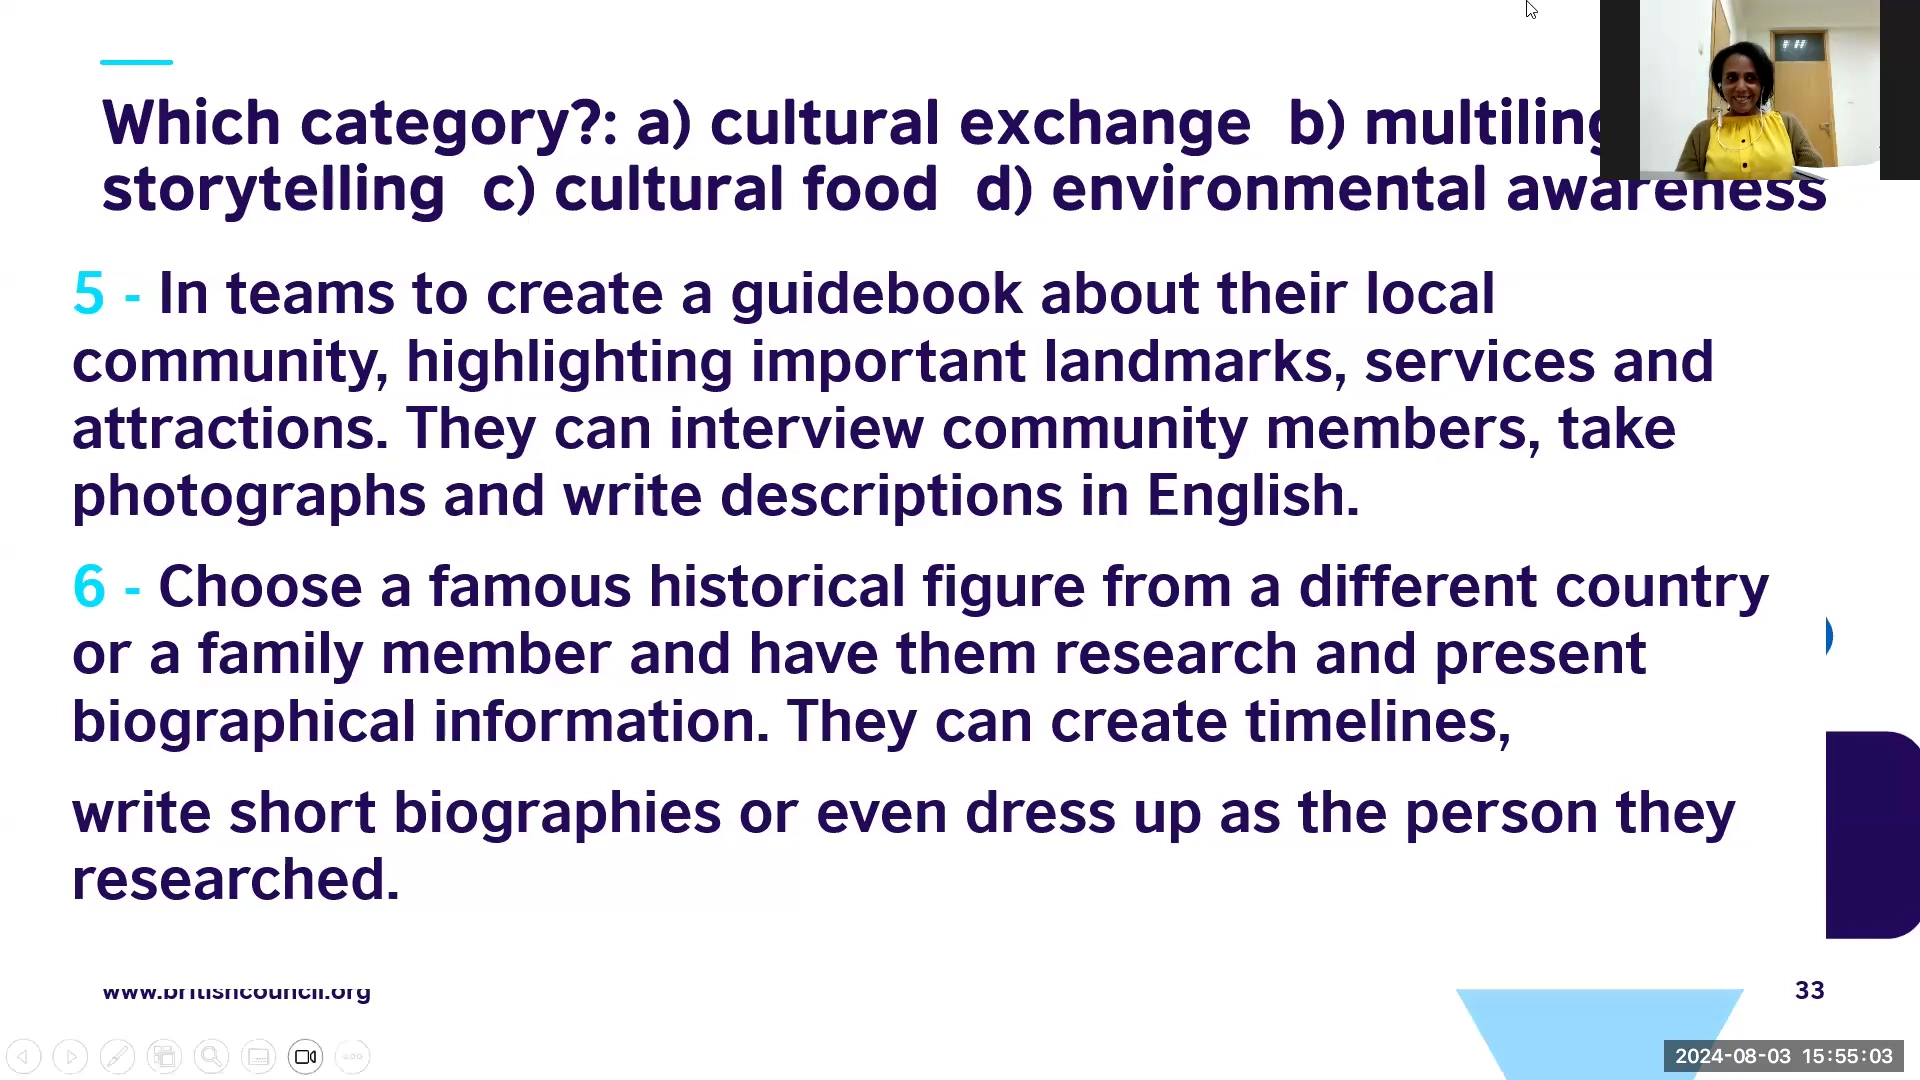 Which category?: a) cultural exchange b)
storytelling c) cultural food d) environmental awareness
5 - In teams to create a guidebook about their local
community, highlighting important landmarks, services and
attractions. They can interview community members, take
photographs and write descriptions in English.
6 - Choose a famous historical figure from a different country
or a family member and have them research and present
biographical information. They can create timelines,
write short biographies or even dress up as the person they
researched.
www.britishcouncil.org
33
2024-08-03 15:55:03